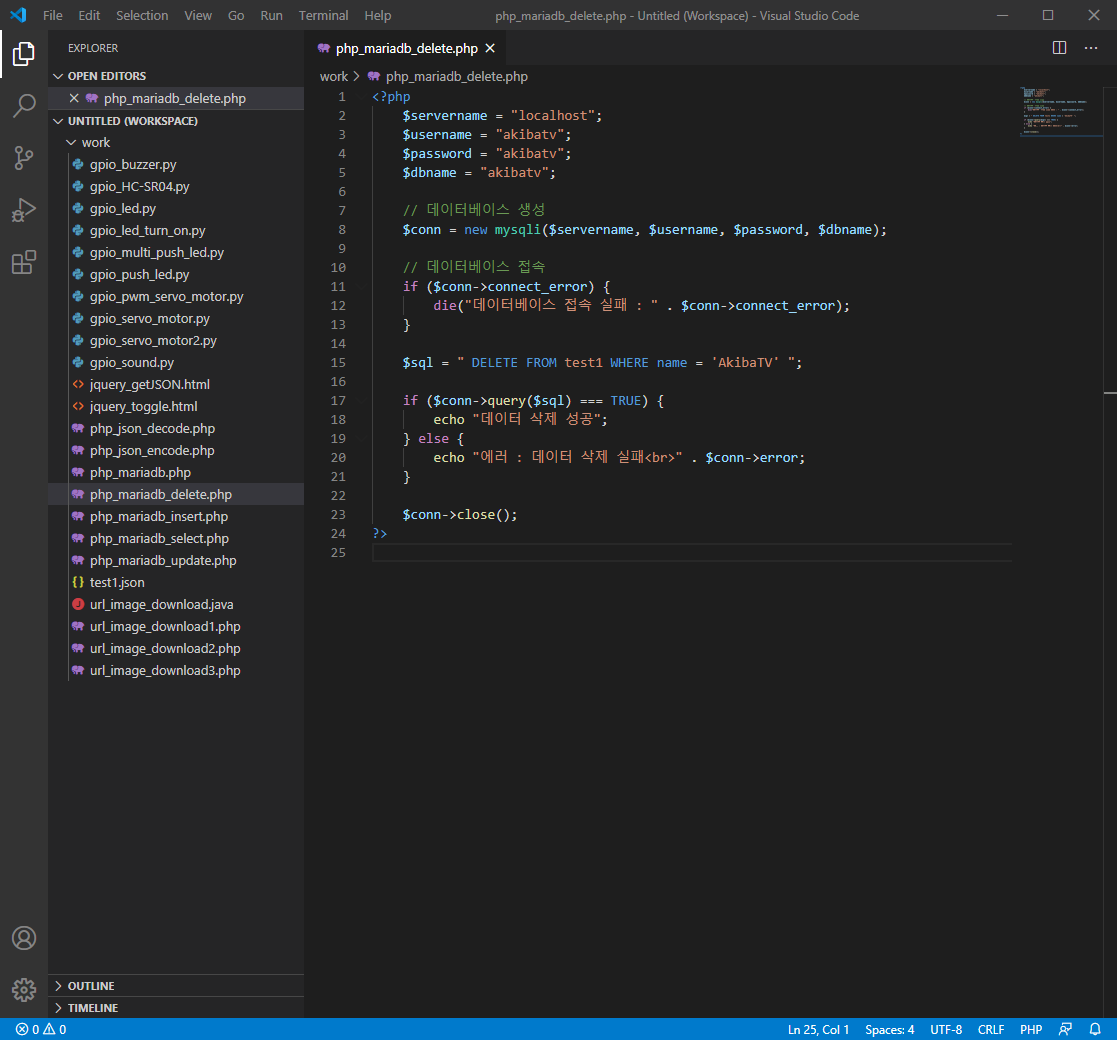 File Edit Selection View Go Run Terminal Help php_mariadb_delete.php - Untitled (Workspace) - Visual Studio Code
EXPLORER
OPEN EDITORS
php_mariadb_delete.php
UNTITLED (WORKSPACE)
work
gpio_buzzer.py
gpio_HC-SR04.py
gpio_led.py
gpio_led_turn_on.py
gpio_multi_push_led.py
gpio_push_led.py
gpio_pwm_servo_motor.py
gpio_servo_motor.py
gpio_servo_motor2.py
gpio_sound.py
jquery_getJSON.html
jquery_toggle.html
php_json_decode.php
php_json_encode.php
php_mariadb.php
php_mariadb_delete.php
php_mariadb_insert.php
php_mariadb_select.php
php_mariadb_update.php
test1.json
url_image_download.java
url_image_download1.php
url_image_download2.php
url_image_download3.php
OUTLINE
TIMELINE
php_mariadb_delete.php
work > php_mariadb_delete.php
1 <?php
2 $servername = "localhost";
3 $username = "akibatv";
4 $password = "akibatv";
5 $dbname = "akibatv";
6
7 // 데이터베이스 생성
8 $conn = new mysqli($servername, $username, $password, $dbname);
9
10 // 데이터베이스 접속
11 if ($conn->connect_error) {
12 die("데이터베이스 접속 실패 : " . $conn->connect_error);
13 }
14
15 $sql = " DELETE FROM test1 WHERE name = 'AkibaTV' ";
16
17 if ($conn->query($sql) === TRUE) {
18 echo "데이터 삭제 성공";
19 } else {
20 echo "에러 : 데이터 삭제 실패<br>" . $conn->error;
21 }
22
23 $conn->close();
24 ?>
25
0 0 Ln 25, Col 1 Spaces: 4 UTF-8 CRLF PHP